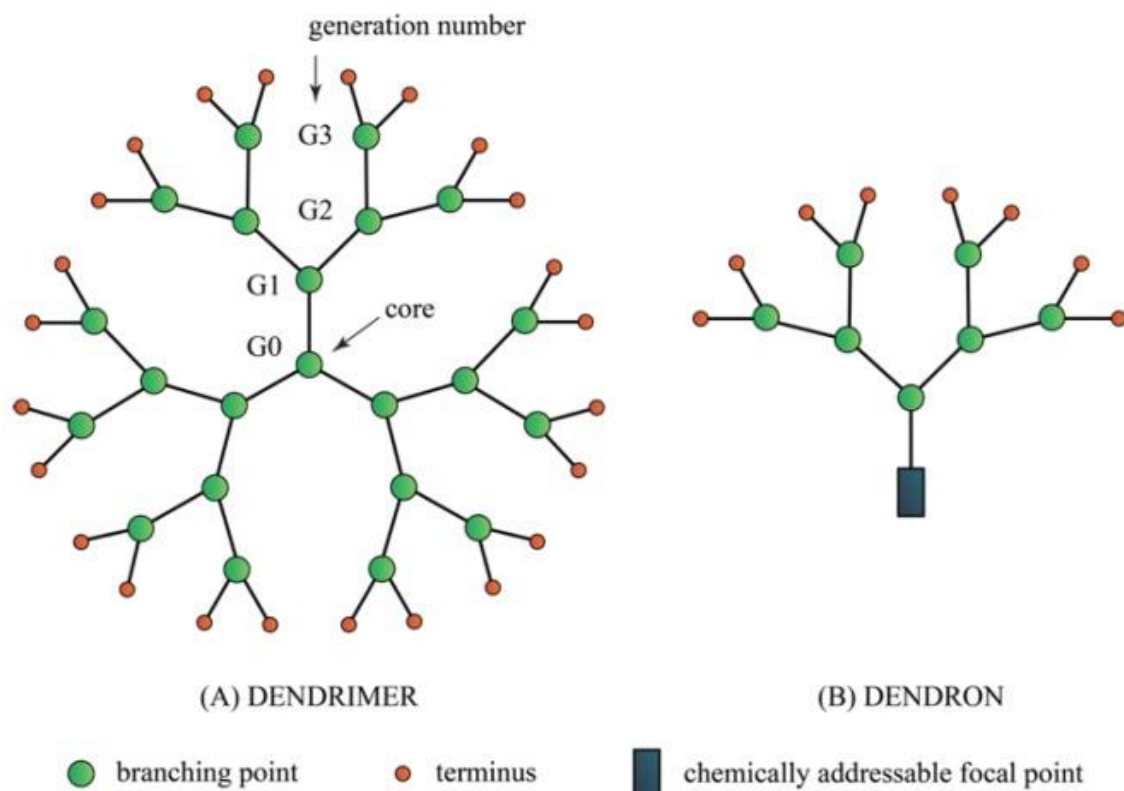 generation number
G3
G2
G1
core
G0
(A) DENDRIMER
(B) DENDRON
branching point
terminus
chemically addressable focal point